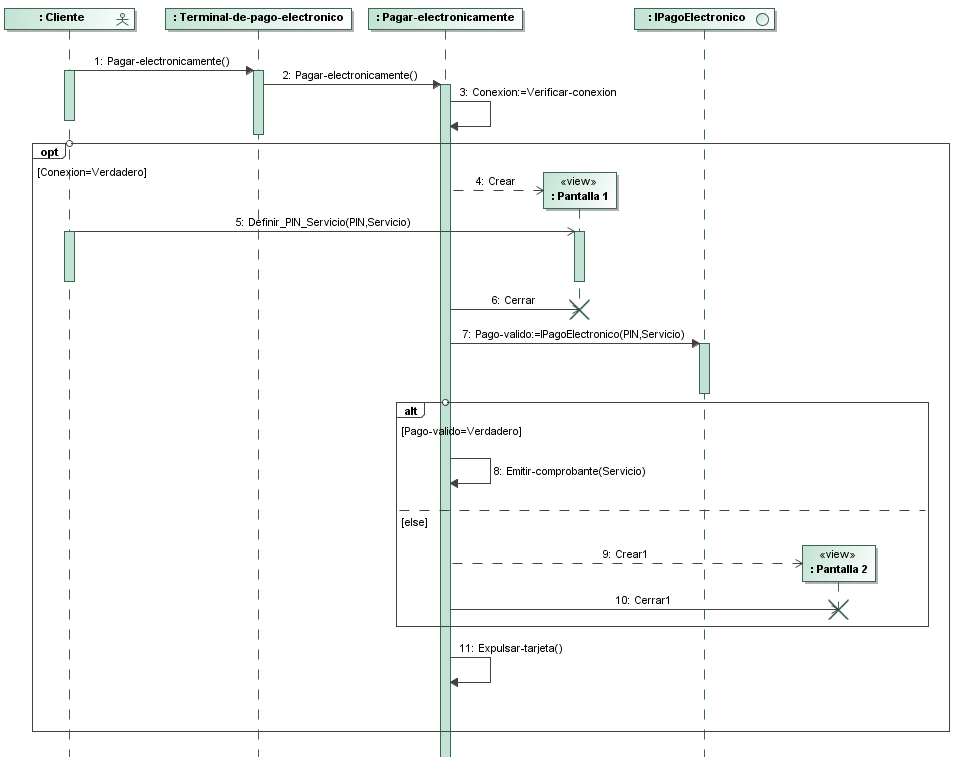 : Cliente
: Terminal-de-pago-electronico
: Pagar-electronicamente
: IPagoElectronico
1: Pagar-electronicamente()
2: Pagar-electronicamente()
3: Conexion:=Verificar-conexion
opt
[Conexion=Verdadero]
4: Crear
«view»
: Pantalla 1
5: Definir_PIN_Servicio(PIN,Servicio)
6: Cerrar
7: Pago-valido:=IPagoElectronico(PIN,Servicio)
alt
[Pago-valido=Verdadero]
8: Emitir-comprobante(Servicio)
[else]
9: Crear1
«view»
: Pantalla 2
10: Cerrar1
11: Expulsar-tarjeta()